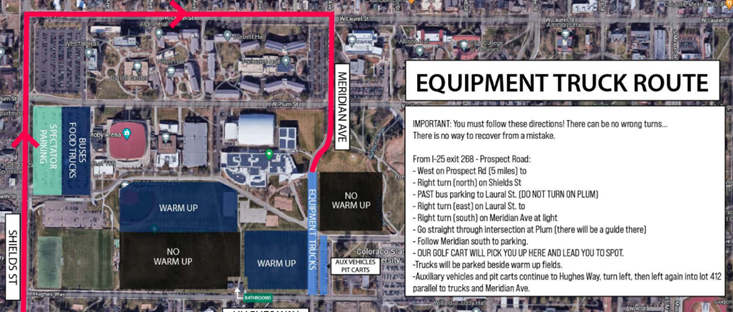 W Laurel St
W Laurel St
W Plum St
MERIDIAN AVE
SPECTATOR
PARKING
BUSES
FOOD TRUCKS
Moby Arena
WARM UP
NO
WARM UP
WARM UP
EQUIPMENT TRUCKS
NO
WARM UP
AUX VEHICLES
PIT CARTS
SHIELDS ST
Hughes Way
BATHROOMS
EQUIPMENT TRUCK ROUTE
IMPORTANT: You must follow these directions! There can be no wrong turns...
There is no way to recover from a mistake.
From I-25 exit 268 - Prospect Road:
- West on Prospect Rd (5 miles) to
- Right turn (north) on Shields St
- PAST bus parking to Laural St. (DO NOT TURN ON PLUM)
- Right turn (east) on Laural St. to
- Right turn (south) on Meridian Ave at light
- Go straight through intersection at Plum (there will be a guide there)
- Follow Meridian south to parking.
- OUR GOLF CART WILL PICK YOU UP HERE AND LEAD YOU TO SPOT.
-Trucks will be parked beside warm up fields.
-Auxiliary vehicles and pit carts continue to Hughes Way, turn left, then left again into lot 412
parallel to trucks and Meridian Ave.